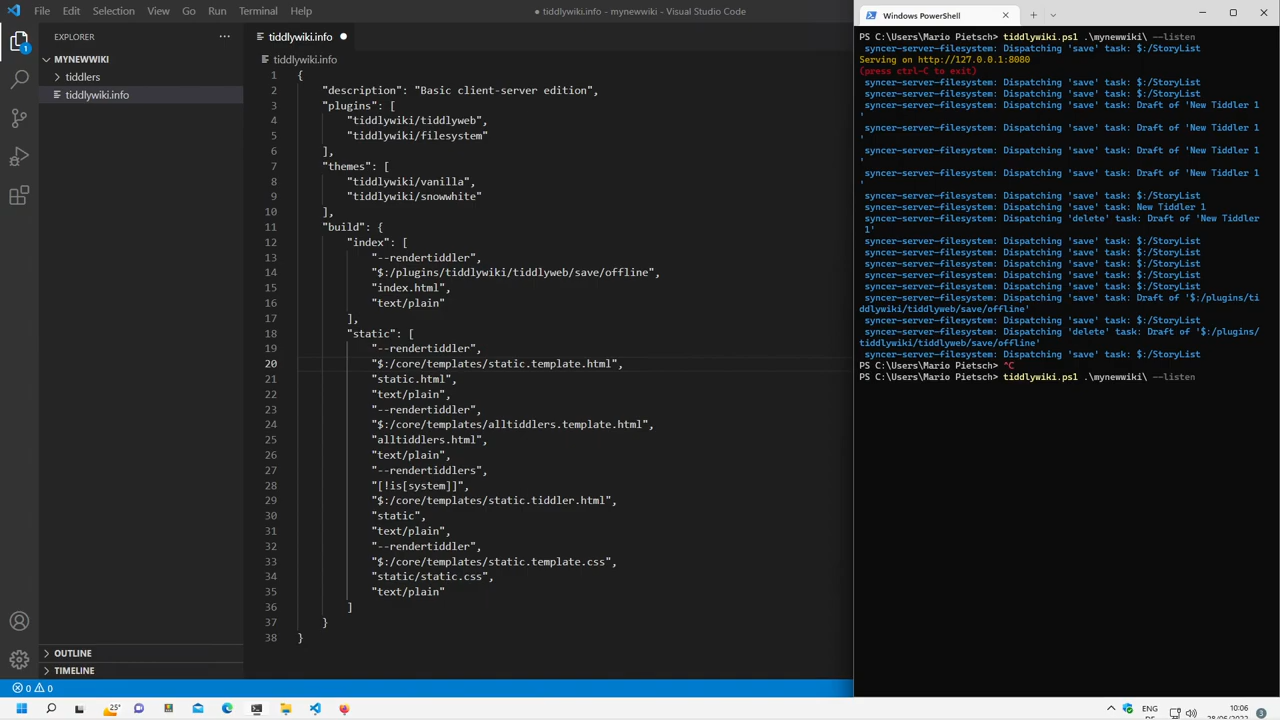 File
Edit
Selection
View
Go
Run
Terminal
Help
● tiddlywiki.info - mynewwiki - Visual Studio Code
EXPLORER
MYNEWWIKI
tiddlers
tiddlywiki.info
1
OUTLINE
TIMELINE
0 0
tiddlywiki.info
tiddlywiki.info
1 {
2 "description": "Basic client-server edition",
3 "plugins": [
4 "tiddlywiki/tiddlyweb",
5 "tiddlywiki/filesystem"
6 ],
7 "themes": [
8 "tiddlywiki/vanilla",
9 "tiddlywiki/snowwhite"
10 ],
11 "build": {
12 "index": [
13 "--rendertiddler",
14 "$:/plugins/tiddlywiki/tiddlyweb/save/offline",
15 "index.html",
16 "text/plain"
17 ],
18 "static": [
19 "--rendertiddler",
20 "$:/core/templates/static.template.html",
21 "static.html",
22 "text/plain",
23 "--rendertiddler",
24 "$:/core/templates/alltiddlers.template.html",
25 "alltiddlers.html",
26 "text/plain",
27 "--rendertiddlers",
28 "[!is[system]]",
29 "$:/core/templates/static.tiddler.html",
30 "static",
31 "text/plain",
32 "--rendertiddler",
33 "$:/core/templates/static.template.css",
34 "static/static.css",
35 "text/plain"
36 ]
37 }
38 }
Windows PowerShell
PS C:\Users\Mario Pietsch> tiddlywiki.ps1 .\mynewwiki\ --listen
syncer-server-filesystem: Dispatching 'save' task: $:/StoryList
Serving on http://127.0.0.1:8080
(press ctrl-C to exit)
syncer-server-filesystem: Dispatching 'save' task: $:/StoryList
syncer-server-filesystem: Dispatching 'save' task: $:/StoryList
syncer-server-filesystem: Dispatching 'save' task: Draft of 'New Tiddler 1
'
syncer-server-filesystem: Dispatching 'save' task: Draft of 'New Tiddler 1
'
syncer-server-filesystem: Dispatching 'save' task: Draft of 'New Tiddler 1
'
syncer-server-filesystem: Dispatching 'save' task: Draft of 'New Tiddler 1
'
syncer-server-filesystem: Dispatching 'save' task: $:/StoryList
syncer-server-filesystem: Dispatching 'save' task: New Tiddler 1
syncer-server-filesystem: Dispatching 'delete' task: Draft of 'New Tiddler
1'
syncer-server-filesystem: Dispatching 'save' task: $:/StoryList
syncer-server-filesystem: Dispatching 'save' task: $:/StoryList
syncer-server-filesystem: Dispatching 'save' task: $:/StoryList
syncer-server-filesystem: Dispatching 'save' task: $:/StoryList
syncer-server-filesystem: Dispatching 'save' task: $:/StoryList
syncer-server-filesystem: Dispatching 'save' task: Draft of '$:/plugins/ti
ddlywiki/tiddlyweb/save/offline'
syncer-server-filesystem: Dispatching 'save' task: $:/StoryList
syncer-server-filesystem: Dispatching 'delete' task: Draft of '$:/plugins/
tiddlywiki/tiddlyweb/save/offline'
syncer-server-filesystem: Dispatching 'save' task: $:/StoryList
PS C:\Users\Mario Pietsch> ^C
PS C:\Users\Mario Pietsch> tiddlywiki.ps1 .\mynewwiki\ --listen
25°
ENG
10:06
3